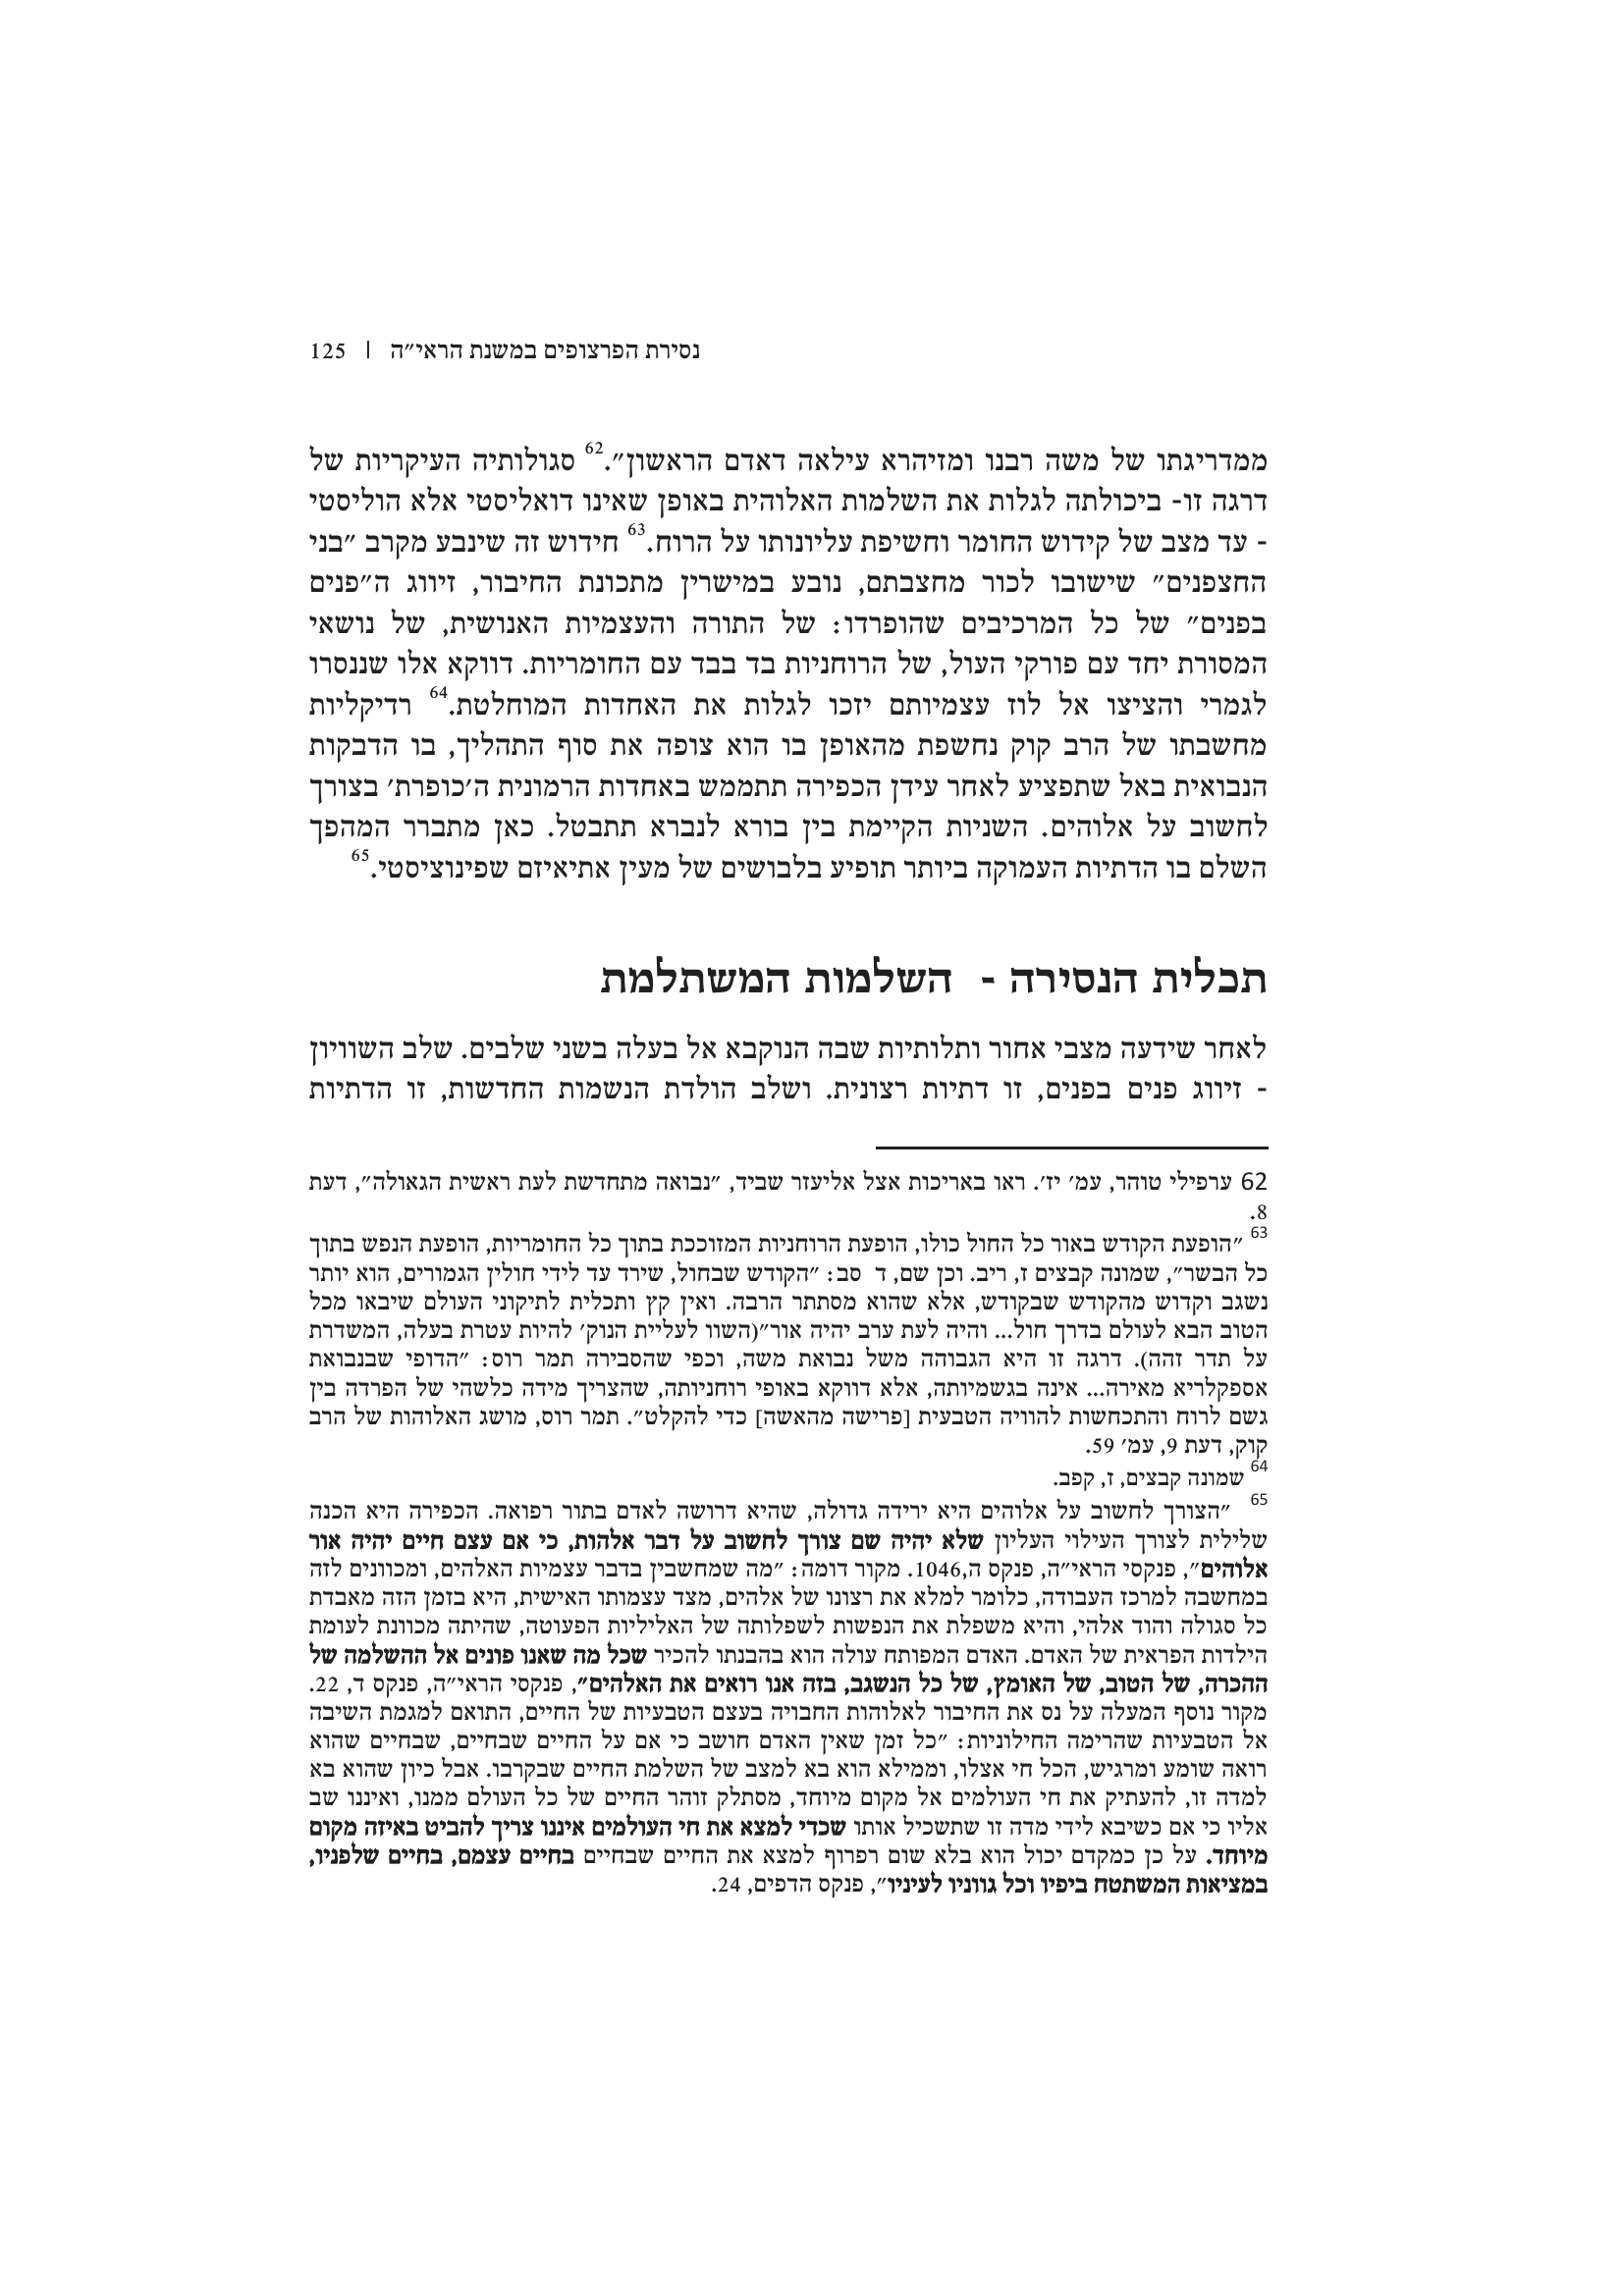 נסירת הפרצופים במשנת הראי״ה | 125
ממדריגתו של משה רבנו ומזיהרא עילאה דאדם הראשון״.62 סגולותיה העיקריות של
דרגה זו- ביכולתה לגלות את השלמות האלוהית באופן שאינו דואליסטי אלא הוליסטי
- עד מצב של קידוש החומר וחשיפת עליונותו על הרוח.63 חידוש זה שינבע מקרב ״בני
החצפנים״ שישובו לכור מחצבתם, נובע במישרין מתכונת החיבור, זיווג ה״פנים
בפנים״ של כל המרכיבים שהופרדו: של התורה והעצמיות האנושית, של נושאי
המסורת יחד עם פורקי העול, של הרוחניות בד בבד עם החומריות. דווקא אלו שננסרו
לגמרי והציצו אל לוז עצמיותם יזכו לגלות את האחדות המוחלטת.64 רדיקליות
מחשבתו של הרב קוק נחשפת מהאופן בו הוא צופה את סוף התהליך, בו הדבקות
הנבואית באל שתפציע לאחר עידן הכפירה תתממש באחדות הרמונית ה׳כופרת׳ בצורך
לחשוב על אלוהים. השניות הקיימת בין בורא לנברא תתבטל. כאן מתברר המהפך
השלם בו הדתיות העמוקה ביותר תופיע בלבושים של מעין אתיאיזם שפינוציסטי.65
תכלית הנסירה - השלמות המשתלמת
לאחר שידעה מצבי אחור ותלותיות שבה הנוקבא אל בעלה בשני שלבים. שלב השוויון
- זיווג פנים בפנים, זו דתיות רצונית. ושלב הולדת הנשמות החדשות, זו הדתיות
62 ערפילי טוהר, עמ׳ יז׳. ראו באריכות אצל אליעזר שביד, ״נבואה מתחדשת לעת ראשית הגאולה״, דעת
8.
63 ״הופעת הקודש באור כל החול כולו, הופעת הרוחניות המזוככת בתוך כל החומריות, הופעת הנפש בתוך
כל הבשר״, שמונה קבצים ז, ריב. וכן שם, ד סב: ״הקודש שבחול, שירד עד לידי חולין הגמורים, הוא יותר
נשגב וקדוש מהקודש שבקודש, אלא שהוא מסתתר הרבה. ואין קץ ותכלית לתיקוני העולם שיבאו מכל
הטוב הבא לעולם בדרך חול... והיה לעת ערב יהיה אור״(השוו לעליית הנוק׳ להיות עטרת בעלה, המשדרת
על תדר זהה). דרגה זו היא הגבוהה משל נבואת משה, וכפי שהסבירה תמר רוס: ״הדופי שבנבואת
אספקלריא מאירה... אינה בגשמיותה, אלא דווקא באופי רוחניותה, שהצריך מידה כלשהי של הפרדה בין
גשם לרוח והתכחשות להוויה הטבעית [פרישה מהאשה] כדי להקלט״. תמר רוס, מושג האלוהות של הרב
קוק, דעת 9, עמ׳ 59.
64 שמונה קבצים, ז, קפב.
65 ״הצורך לחשוב על אלוהים היא ירידה גדולה, שהיא דרושה לאדם בתור רפואה. הכפירה היא הכנה
שלילית לצורך העילוי העליון שלא יהיה שם צורך לחשוב על דבר אלהות, כי אם עצם חיים יהיה אור
אלוהים״, פנקסי הראי״ה, פנקס ה,1046. מקור דומה: ״מה שמחשבין בדבר עצמיות האלהים, ומכוונים לזה
במחשבה למרכז העבודה, כלומר למלא את רצונו של אלהים, מצד עצמותו האישית, היא בזמן הזה מאבדת
כל סגולה והוד אלהי, והיא משפלת את הנפשות לשפלותה של האליליות הפעוטה, שהיתה מכוונת לעומת
הילדות הפראית של האדם. האדם המפותח עולה הוא בהבנתו להכיר שכל מה שאנו פונים אל ההשלמה של
ההכרה, של הטוב, של האומץ, של כל הנשגב, בזה אנו רואים את האלהים״, פנקסי הראי״ה, פנקס ד, 22.
מקור נוסף המעלה על נס את החיבור לאלוהות החבויה בעצם הטבעיות של החיים, התואם למגמת השיבה
אל הטבעיות שהרימה החילוניות: ״כל זמן שאין האדם חושב כי אם על החיים שבחיים, שבחיים שהוא
רואה שומע ומרגיש, הכל חי אצלו, וממילא הוא בא למצב של השלמת החיים שבקרבו. אבל כיון שהוא בא
למדה זו, להעתיק את חי העולמים אל מקום מיוחד, מסתלק זוהר החיים של כל העולם ממנו, ואיננו שב
אליו כי אם כשיבא לידי מדה זו שתשכיל אותו שכדי למצא את חי העולמים איננו צריך להביט באיזה מקום
מיוחד. על כן כמקדם יכול הוא בלא שום רפרוף למצא את החיים שבחיים בחיים עצמם, בחיים שלפניו,
במציאות המשתטח ביפיו וכל גווניו לעיניו״, פנקס הדפים, 24.